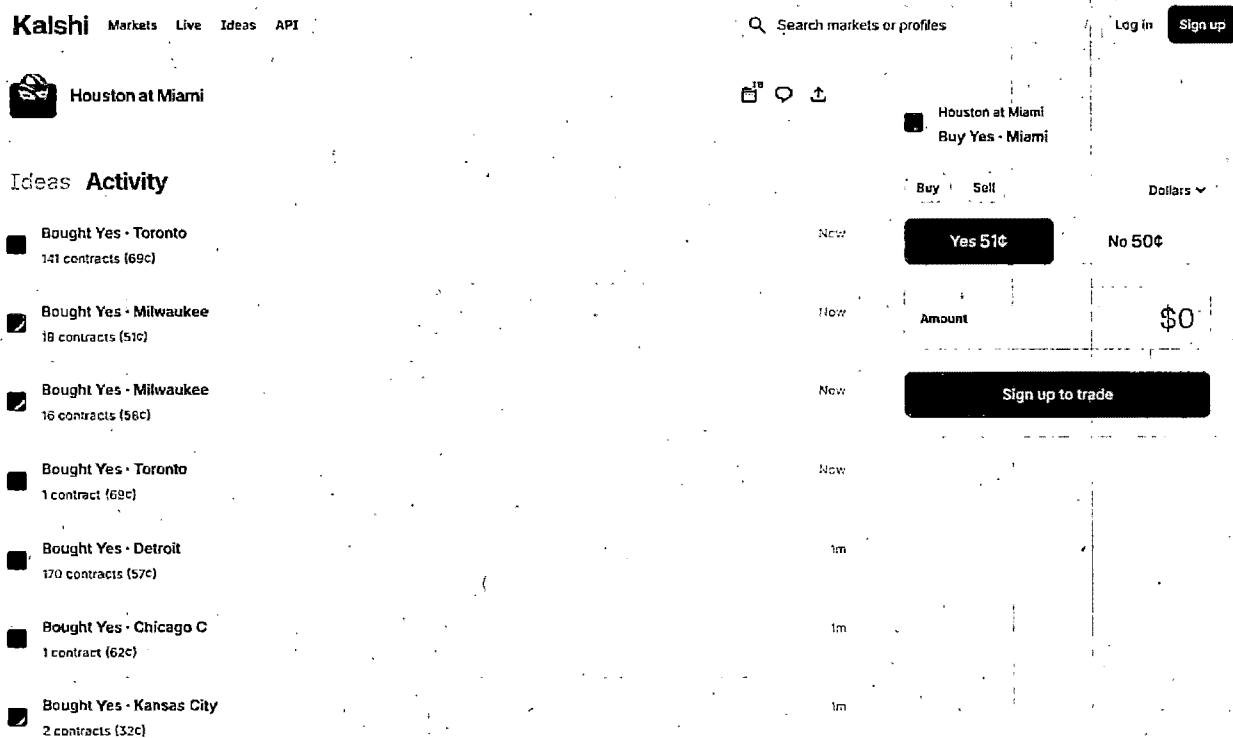 Kalshi Markets Live Ideas API Search markets or profiles Log in Sign up
Houston at Miami
Ideas Activity
Bought Yes · Toronto Now
141 contracts (69¢)
Bought Yes · Milwaukee Now
18 contracts (51¢)
Bought Yes · Milwaukee Now
16 contracts (58¢)
Bought Yes · Toronto Now
1 contract (69¢)
Bought Yes · Detroit 1m
170 contracts (57¢)
Bought Yes · Chicago C 1m
1 contract (62¢)
Bought Yes · Kansas City 1m
2 contracts (32¢)
Houston at Miami
Buy Yes · Miami
Buy Sell Dollars
Yes 51¢ No 50¢
Amount $0
Sign up to trade